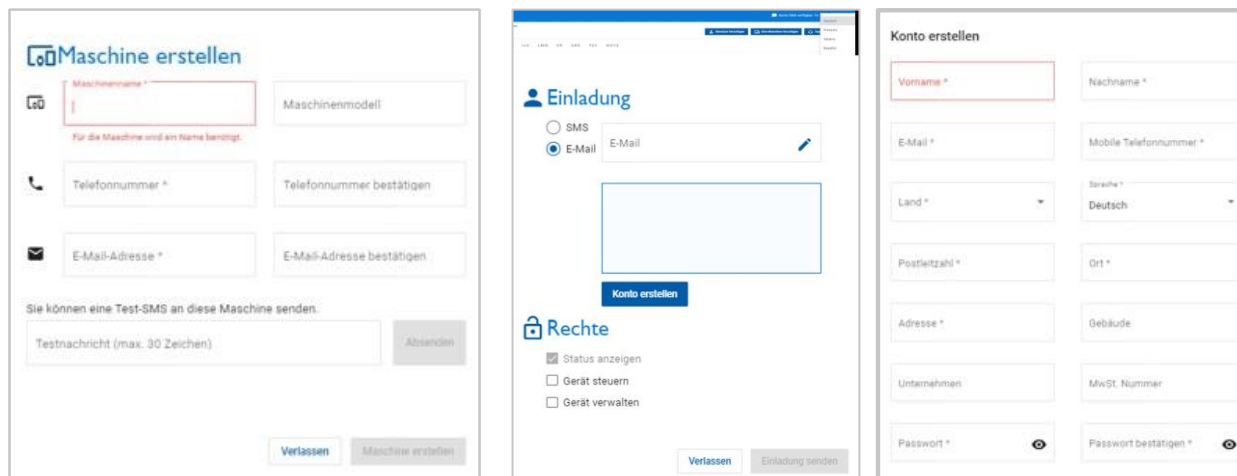 Maschine erstellen
Maschinenname *
Maschinenmodell
Für die Maschine wird ein Name benötigt.
Telefonnummer *
Telefonnummer bestätigen
E-Mail-Adresse *
E-Mail-Adresse bestätigen
Sie können eine Test-SMS an diese Maschine senden.
Testnachricht (max. 30 Zeichen)
Absenden
Verlassen
Maschine erstellen
Einladung
SMS
E-Mail
E-Mail
Konto erstellen
Rechte
Status anzeigen
Gerät steuern
Gerät verwalten
Verlassen
Einladung senden
Konto erstellen
Vorname *
Nachname *
E-Mail *
Mobile Telefonnummer *
Land *
Sprache *
Deutsch
Postleitzahl *
Ort *
Adresse *
Gebäude
Unternehmen
MwSt. Nummer
Passwort *
Passwort bestätigen *